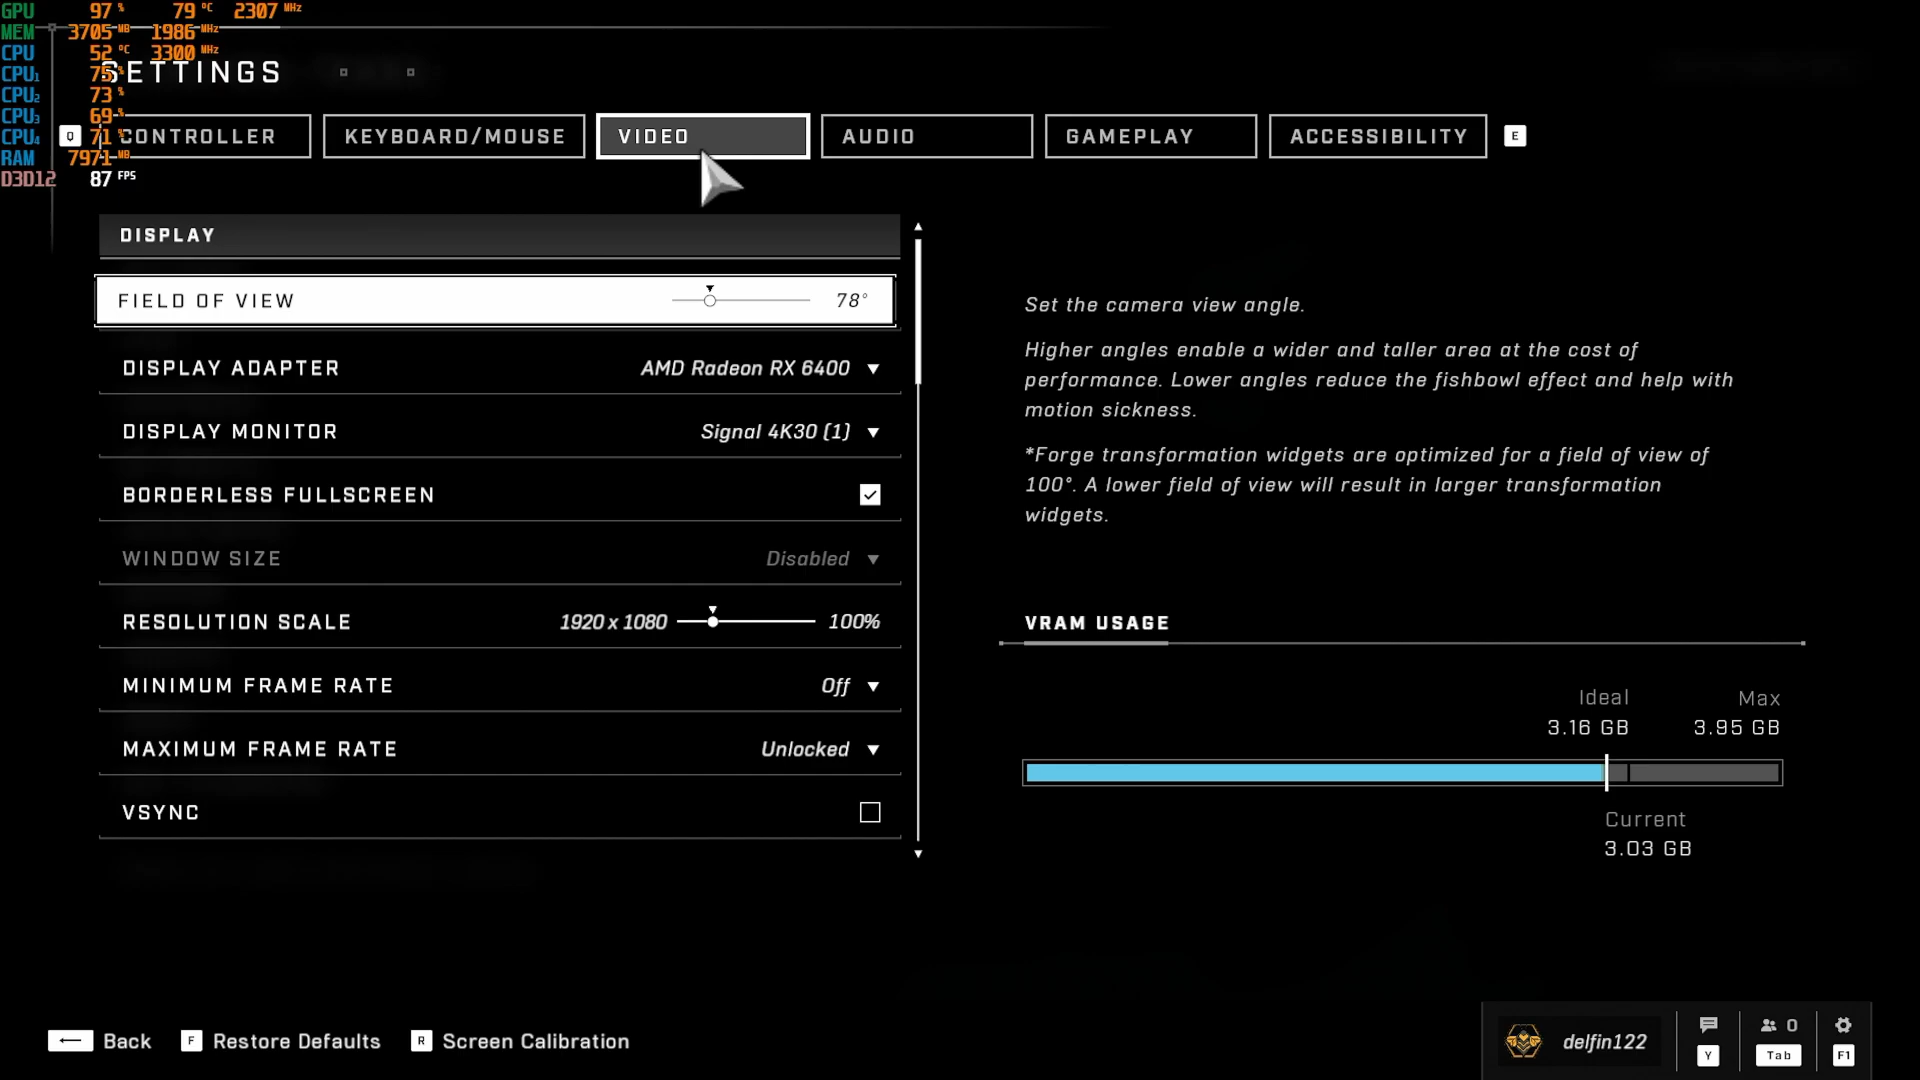 GPU 97 % 79 °C 2307 MHz
MEM 3705 MB 1986 MHz
CPU 52 °C 3300 MHz
CPU1 75 %
CPU2 73 %
CPU3 69 %
CPU4 71 %
RAM 7971 MB
D3D12 87 FPS
SETTINGS
Q CONTROLLER KEYBOARD/MOUSE VIDEO AUDIO GAMEPLAY ACCESSIBILITY E
DISPLAY
FIELD OF VIEW 78°
DISPLAY ADAPTER AMD Radeon RX 6400
DISPLAY MONITOR Signal 4K30 (1)
BORDERLESS FULLSCREEN
WINDOW SIZE Disabled
RESOLUTION SCALE 1920 x 1080 100%
MINIMUM FRAME RATE Off
MAXIMUM FRAME RATE Unlocked
VSYNC
Set the camera view angle.
Higher angles enable a wider and taller area at the cost of
performance. Lower angles reduce the fishbowl effect and help with
motion sickness.
*Forge transformation widgets are optimized for a field of view of
100°. A lower field of view will result in larger transformation
widgets.
VRAM USAGE
Ideal Max
3.16 GB 3.95 GB
Current
3.03 GB
Back F Restore Defaults R Screen Calibration
delfin122 0
Y Tab F1